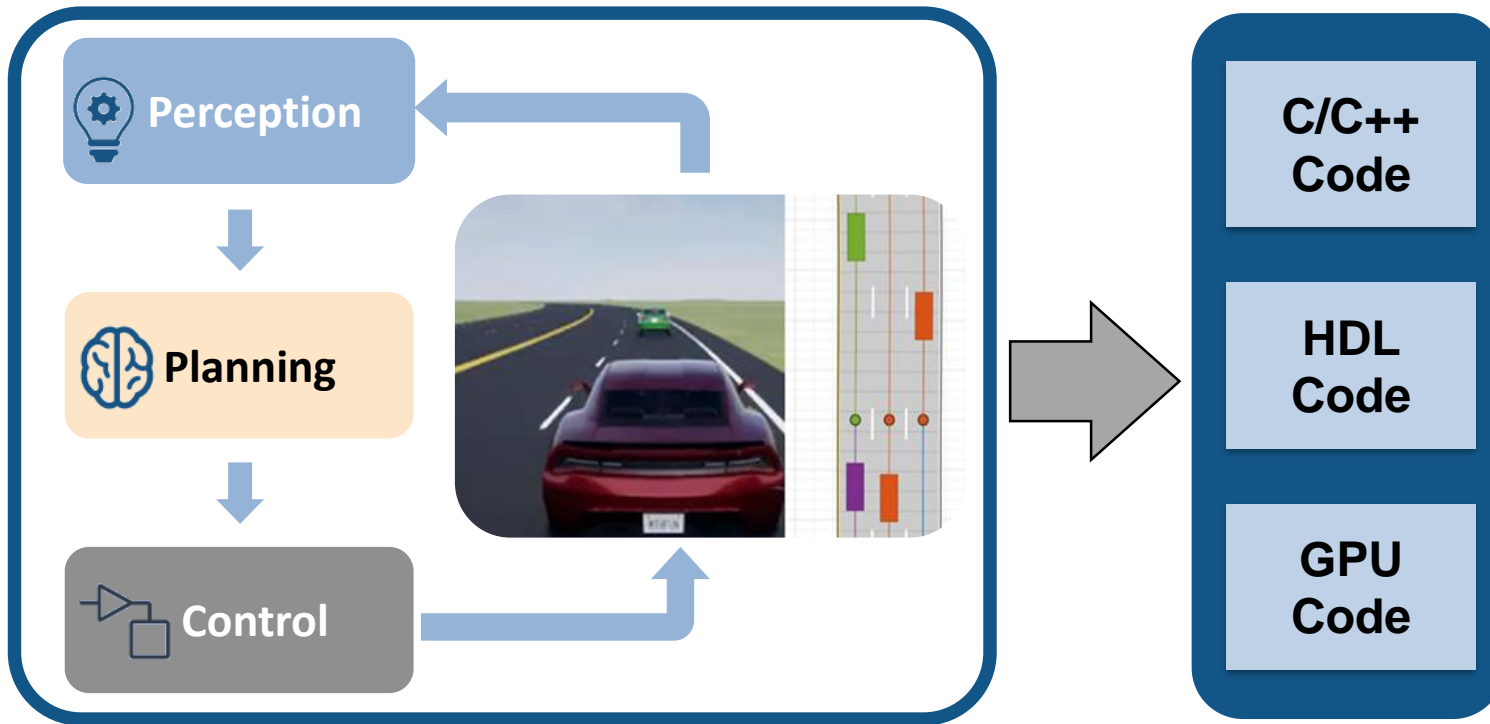 Perception
Planning
Control
C/C++
Code
HDL
Code
GPU
Code